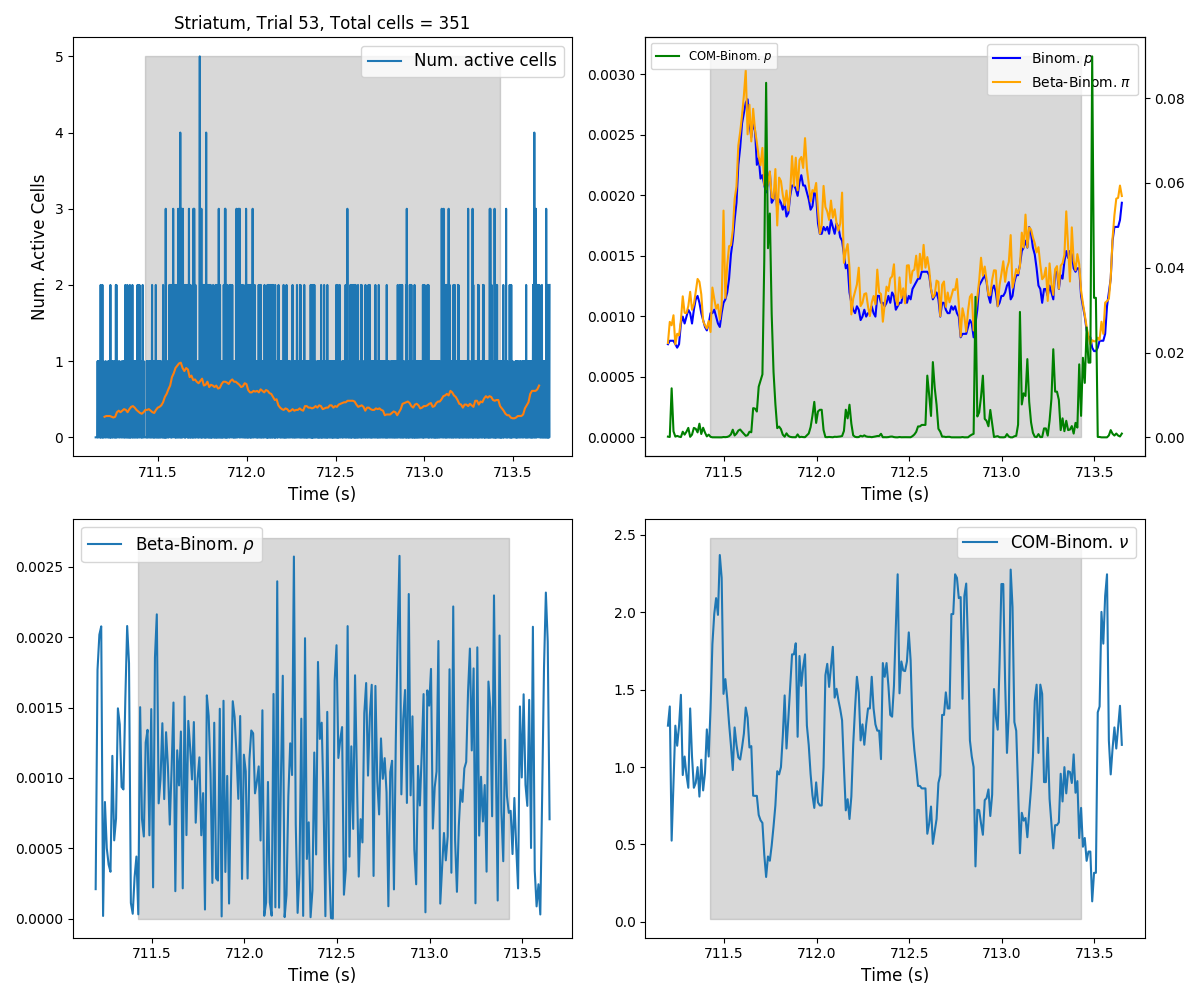 Striatum, Trial 53, Total cells = 351
Num. active cells
Num. Active Cells
5
4
3
2
1
0
711.5 712.0 712.5 713.0 713.5
Time (s)
COM-Binom. p
Binom. p
Beta-Binom. π
0.0030
0.0025
0.0020
0.0015
0.0010
0.0005
0.0000
0.08
0.06
0.04
0.02
0.00
711.5 712.0 712.5 713.0 713.5
Time (s)
Beta-Binom. ρ
0.0025
0.0020
0.0015
0.0010
0.0005
0.0000
711.5 712.0 712.5 713.0 713.5
Time (s)
COM-Binom. ν
2.5
2.0
1.5
1.0
0.5
0.0
711.5 712.0 712.5 713.0 713.5
Time (s)